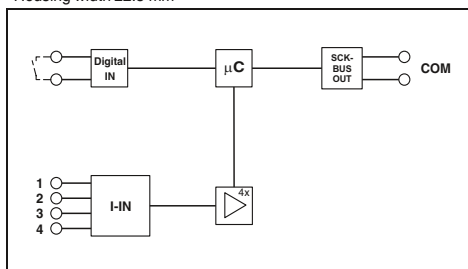 Housing width 22.5 mm
Digital
IN
µC
SCK-
BUS
OUT
COM
1
2
3
4
I-IN
4x